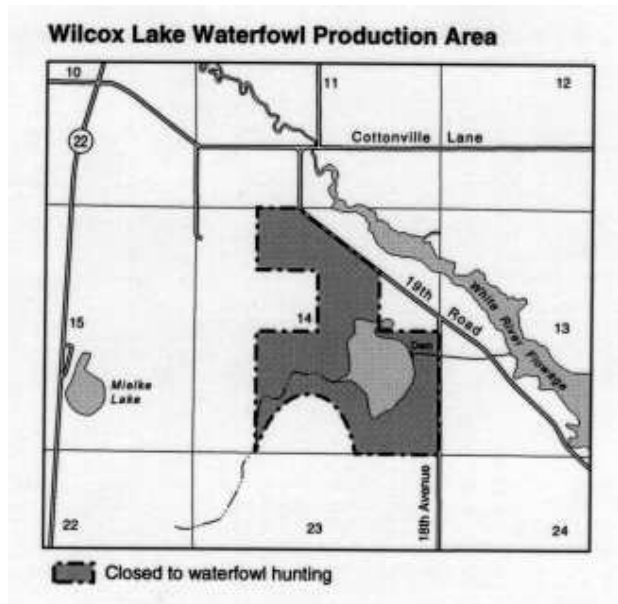 Wilcox Lake Waterfowl Production Area
10
11
12
22
Cottonville Lane
19th
Road
White River Flowage
15
14
13
Dam
Mielke
Lake
18th Avenue
22
23
24
Closed to waterfowl hunting